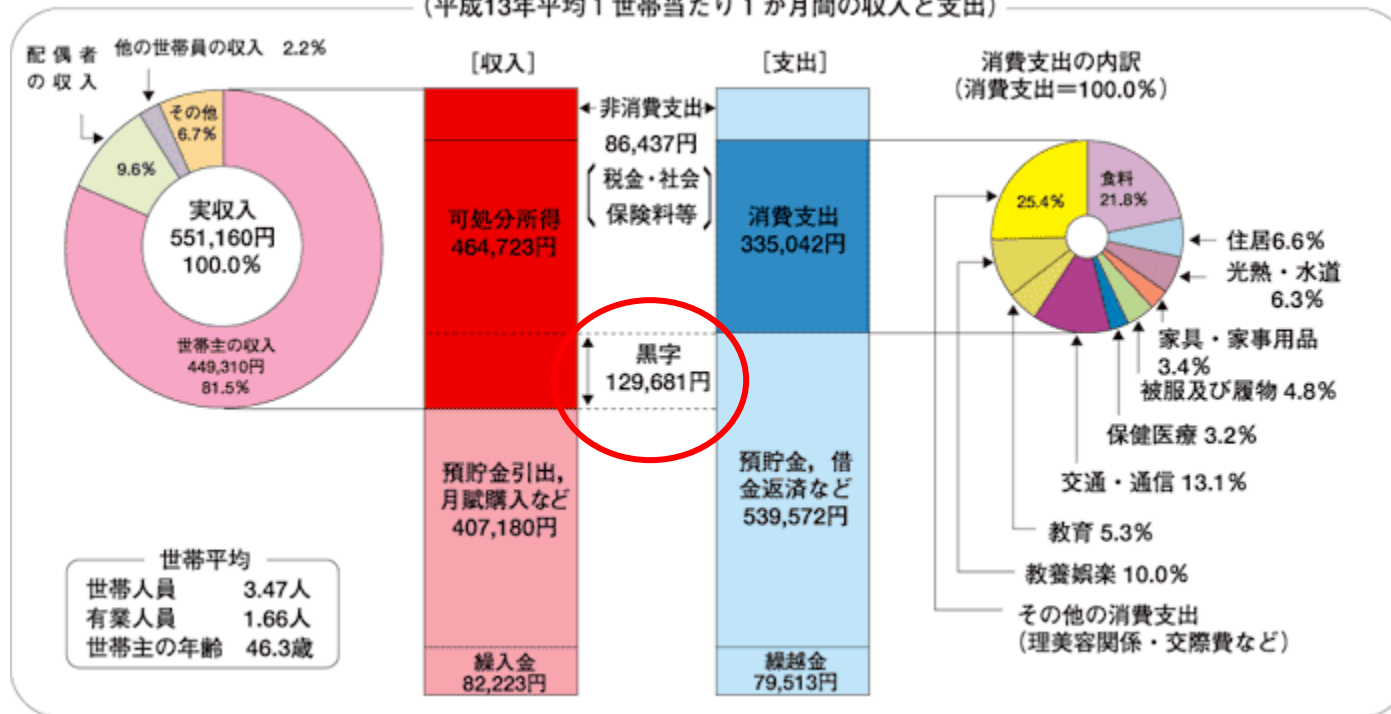 (平成13年平均1世帯当たり1か月間の収入と支出)
配偶者
の収入
他の世帯員の収入 2.2%
その他
6.7%
9.6%
実収入
551,160円
100.0%
世帯主の収入
449,310円
81.5%
世帯平均
世帯人員 3.47人
有業人員 1.66人
世帯主の年齢 46.3歳
[収入]
可処分所得
464,723円
預貯金引出,
月賦購入など
407,180円
繰入金
82,223円
非消費支出
86,437円
(税金・社会
保険料等)
黒字
129,681円
[支出]
消費支出
335,042円
預貯金,借
金返済など
539,572円
繰越金
79,513円
消費支出の内訳
(消費支出=100.0%)
25.4%
食料
21.8%
住居6.6%
光熱・水道
6.3%
家具・家事用品
3.4%
被服及び履物 4.8%
保健医療 3.2%
交通・通信 13.1%
教育 5.3%
教養娯楽 10.0%
その他の消費支出
(理美容関係・交際費など)